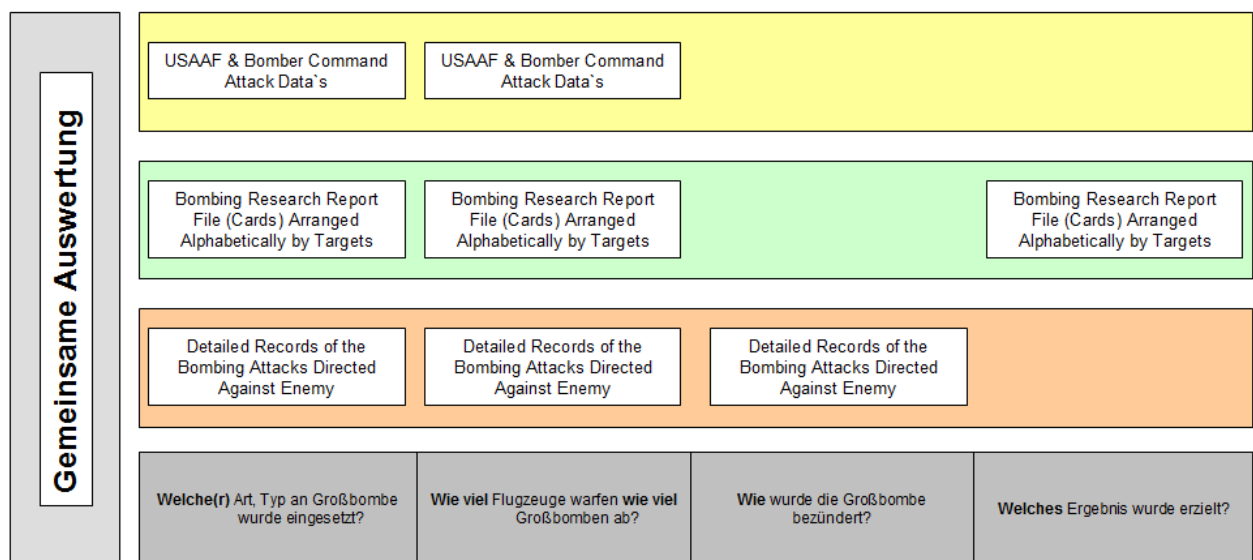 Gemeinsame Auswertung
USAAF & Bomber Command
Attack Data`s
USAAF & Bomber Command
Attack Data`s
Bombing Research Report
File (Cards) Arranged
Alphabetically by Targets
Bombing Research Report
File (Cards) Arranged
Alphabetically by Targets
Bombing Research Report
File (Cards) Arranged
Alphabetically by Targets
Detailed Records of the
Bombing Attacks Directed
Against Enemy
Detailed Records of the
Bombing Attacks Directed
Against Enemy
Detailed Records of the
Bombing Attacks Directed
Against Enemy
Welche(r) Art, Typ an Großbombe
wurde eingesetzt?
Wie viel Flugzeuge warfen wie viel
Großbomben ab?
Wie wurde die Großbombe
bezündert?
Welches Ergebnis wurde erzielt?